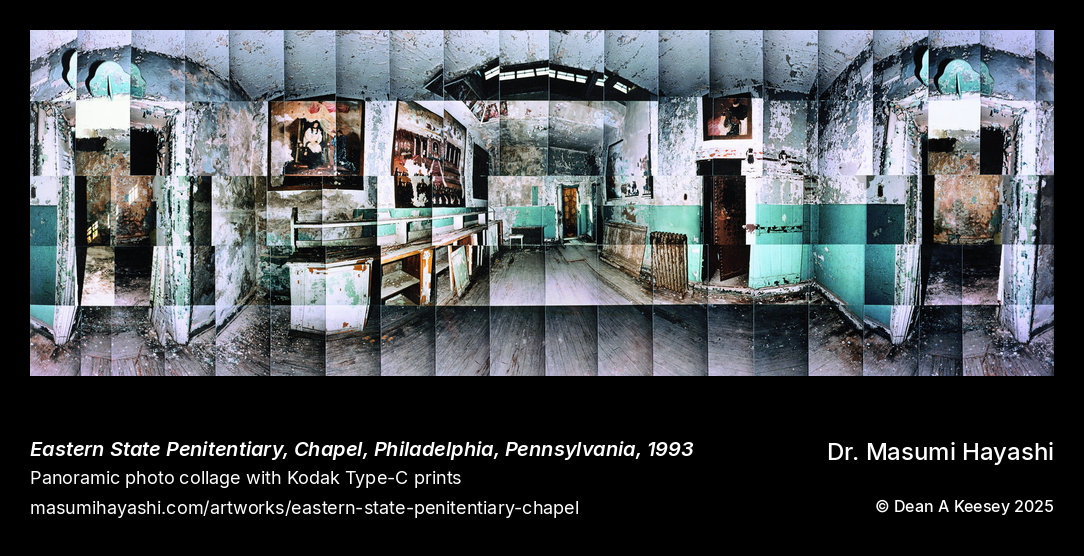 Eastern State Penitentiary, Chapel, Philadelphia, Pennsylvania, 1993
Dr. Masumi Hayashi
Panoramic photo collage with Kodak Type-C prints
masumihayashi.com/artworks/eastern-state-penitentiary-chapel
© Dean A Keesey 2025